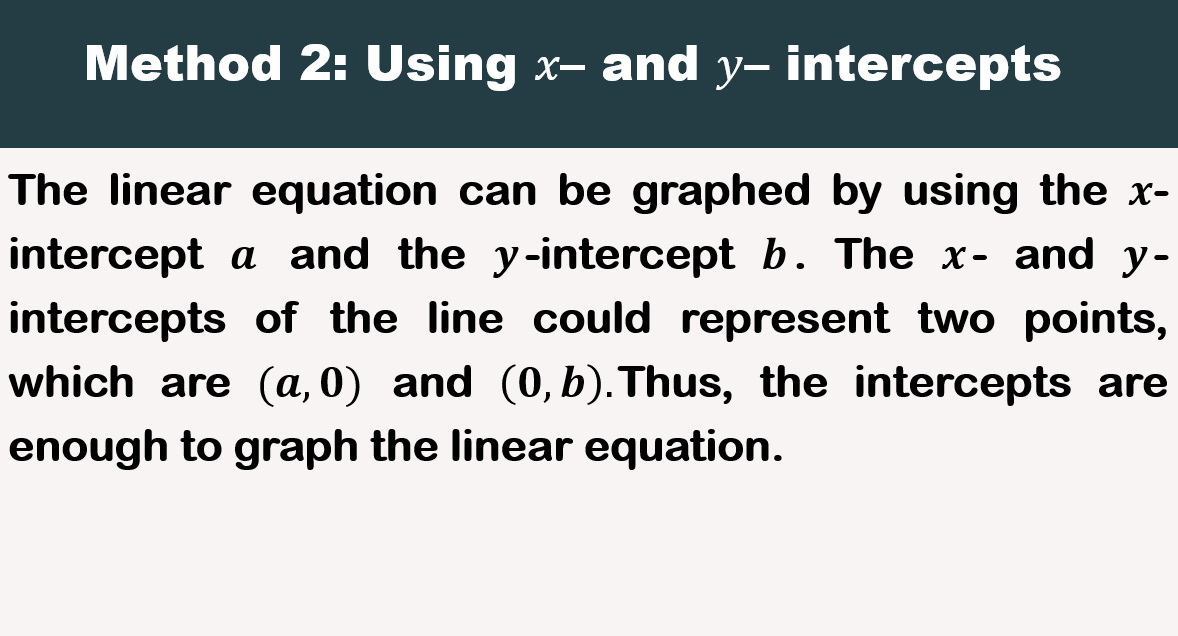 Method 2: Using x– and y– intercepts
The linear equation can be graphed by using the x-
intercept a and the y-intercept b. The x- and y-
intercepts of the line could represent two points,
which are (a, 0) and (0, b).Thus, the intercepts are
enough to graph the linear equation.